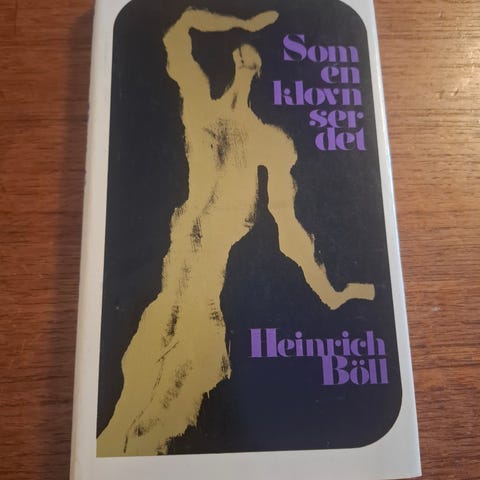 Som
en
klovn
ser
det
Heinrich
Böll